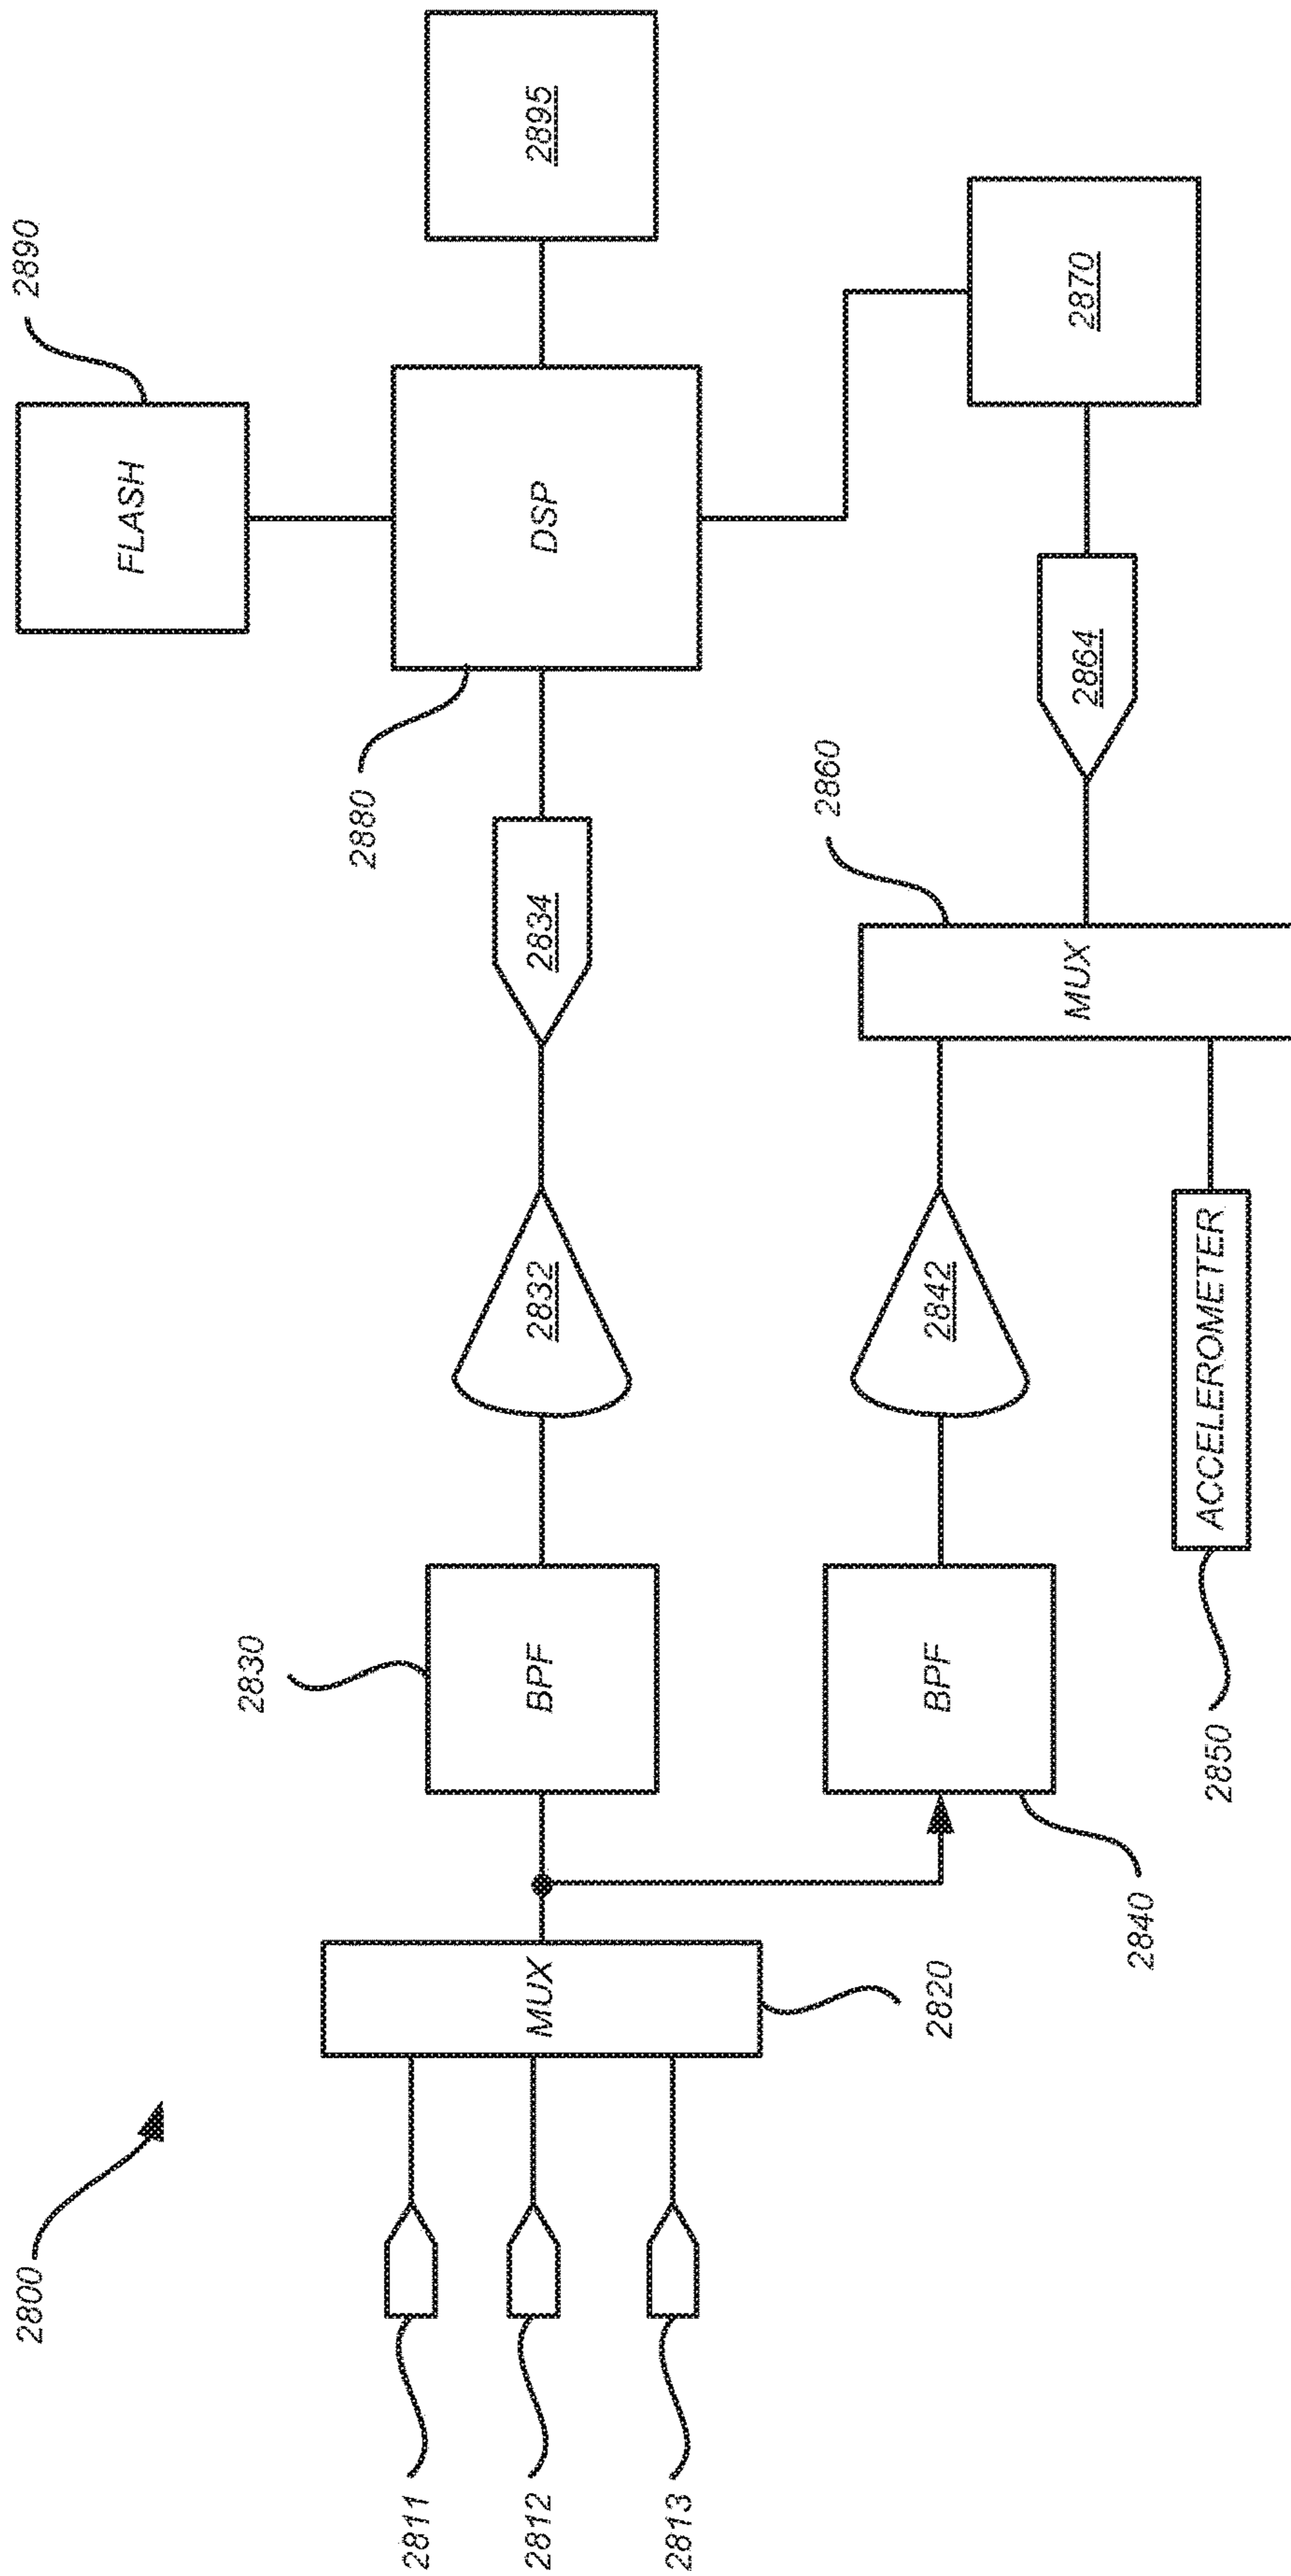 2800
2811
2812
2813
MUX
2820
2830
BPF
BPF
2840
2832
2842
ACCELEROMETER
2850
2834
MUX
2860
2864
2870
DSP
2880
FLASH
2890
2895